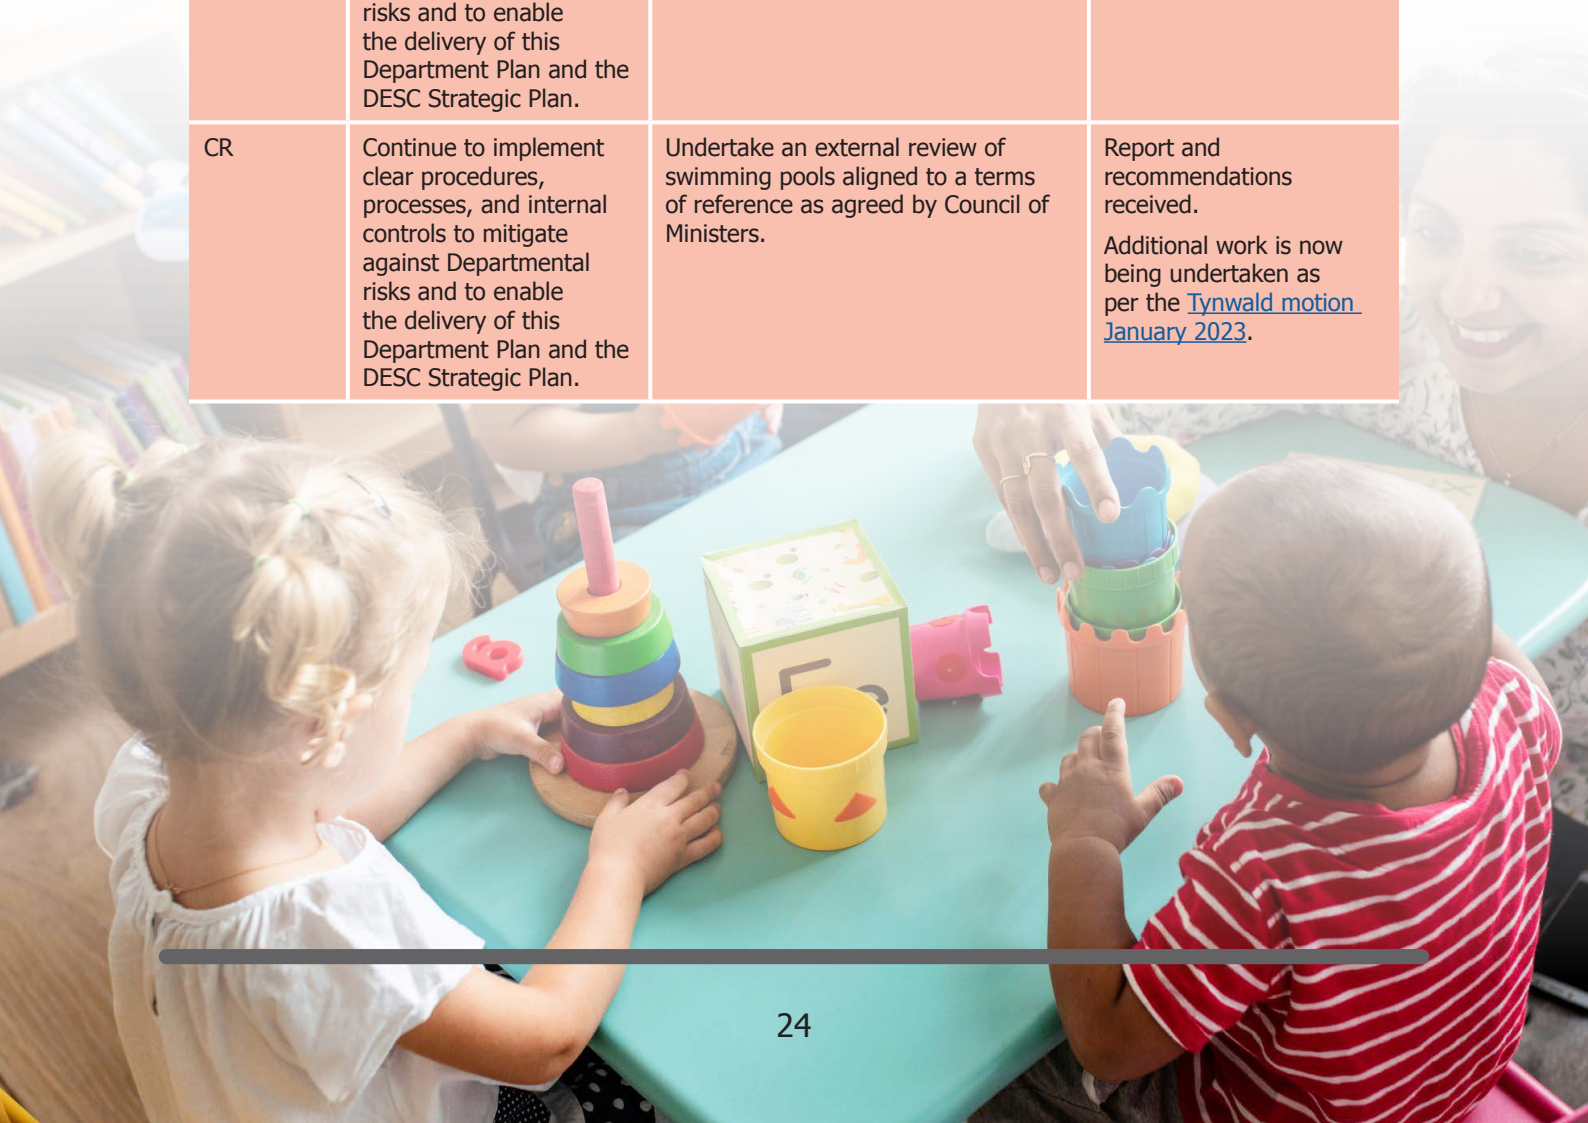 risks and to enable
the delivery of this
Department Plan and the
DESC Strategic Plan.
CR
Continue to implement
clear procedures,
processes, and internal
controls to mitigate
against Departmental
risks and to enable
the delivery of this
Department Plan and the
DESC Strategic Plan.
Undertake an external review of
swimming pools aligned to a terms
of reference as agreed by Council of
Ministers.
Report and
recommendations
received.
Additional work is now
being undertaken as
per the Tynwald motion
January 2023.
E e
24